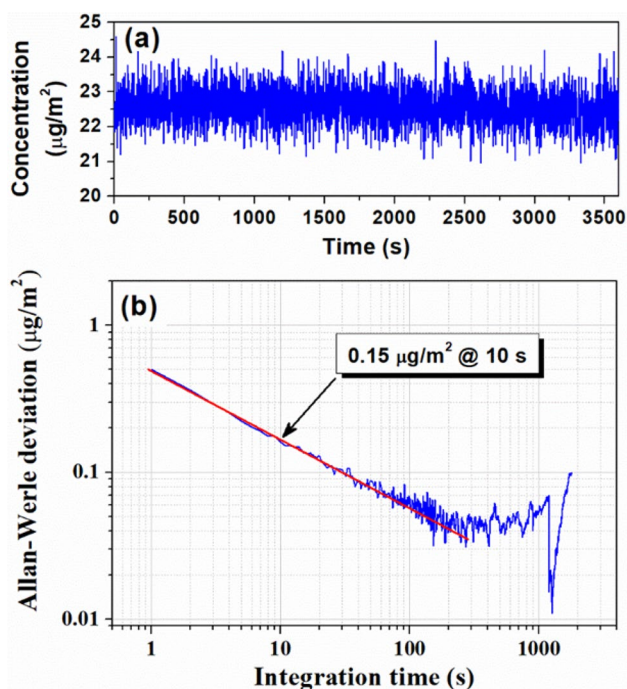 (a)
Concentration
(µg/m²)
25
24
23
22
21
20
0 500 1000 1500 2000 2500 3000 3500
Time (s)
(b)
Allan-Werle deviation (µg/m²)
1
0.1
0.01
0.15 µg/m² @ 10 s
1 10 100 1000
Integration time (s)